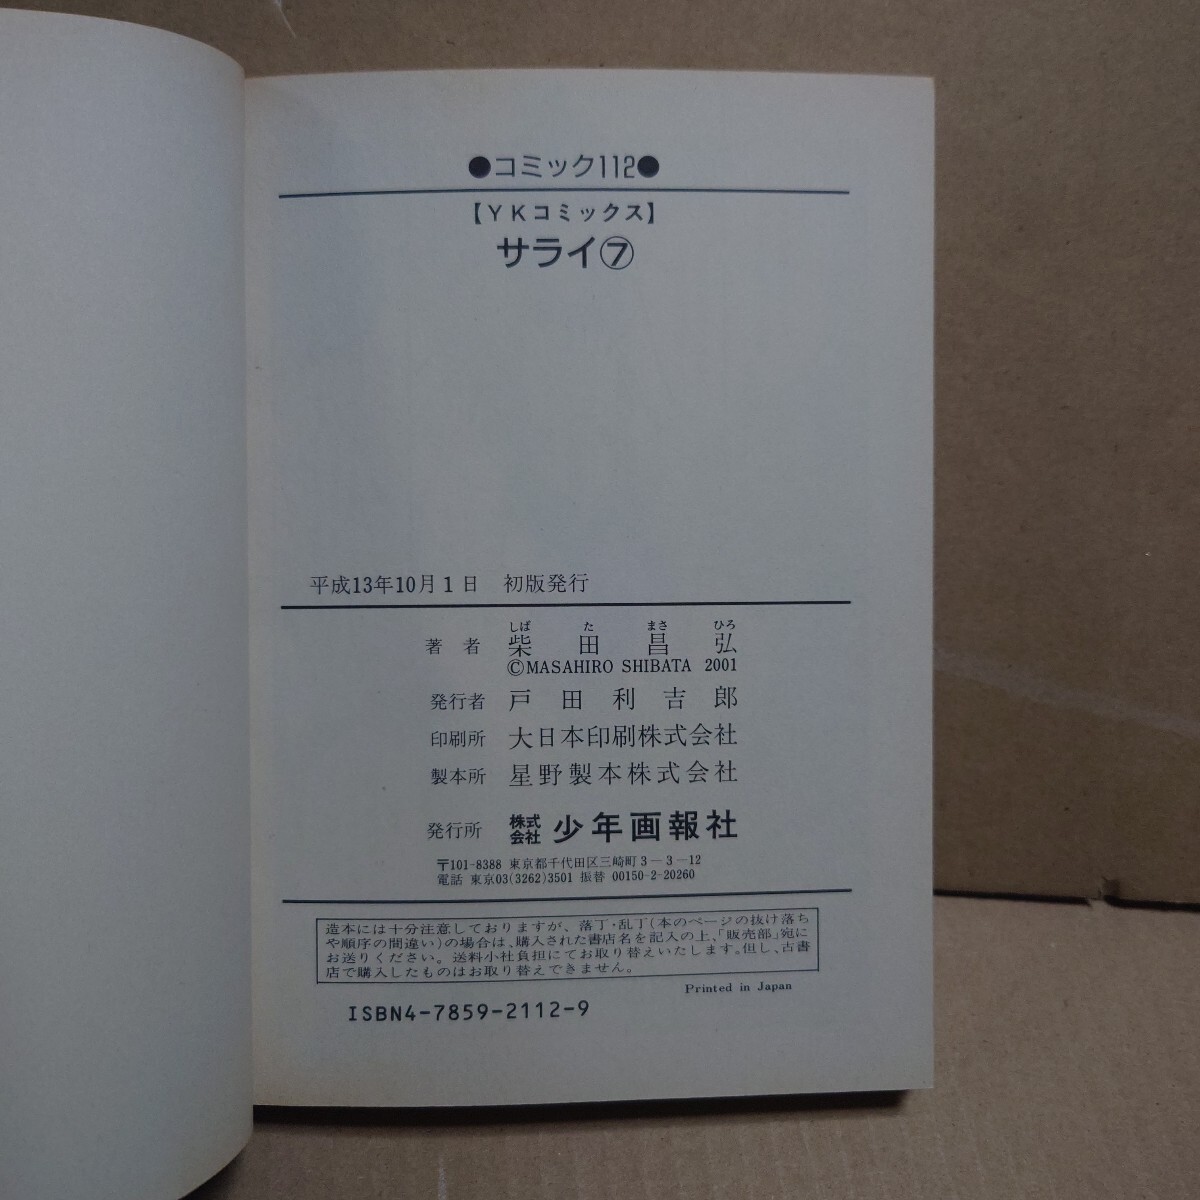 ●コミック112●
【YKコミックス】
サライ⑦
平成13年10月1日 初版発行
しば た まさ ひろ
著者 柴田昌弘
©MASAHIRO SHIBATA 2001
発行者 戸田利吉郎
印刷所 大日本印刷株式会社
製本所 星野製本株式会社
発行所 株式会社 少年画報社
〒101-8388 東京都千代田区三崎町3-3-12
電話 東京03(3262)3501 振替 00150-2-20260
造本には十分注意しておりますが、落丁・乱丁(本のページの抜け落ち
や順序の間違い)の場合は、購入された書店名を記入の上、「販売部」宛に
お送りください。送料小社負担にてお取り替えいたします。但し、古書
店で購入したものはお取り替えできません。
Printed in Japan
ISBN4-7859-2112-9